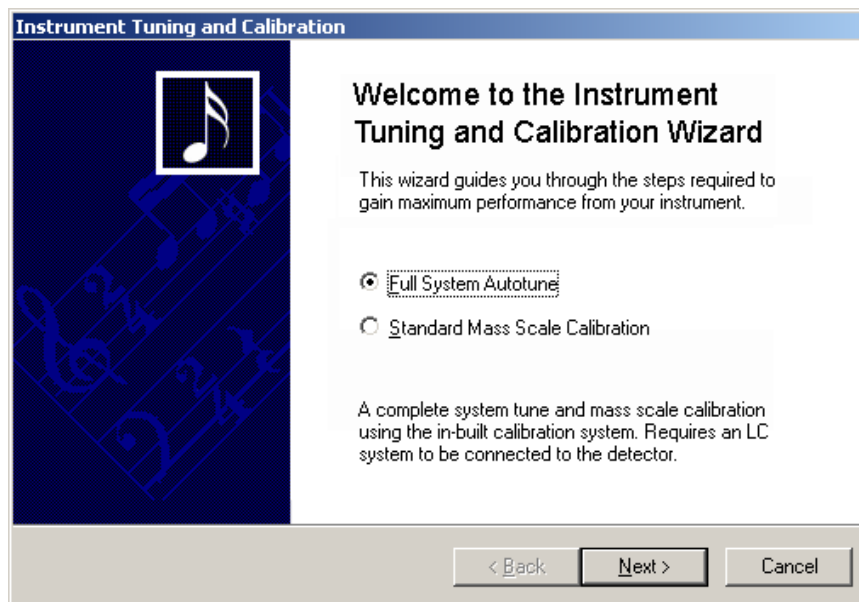 Instrument Tuning and Calibration
Welcome to the Instrument
Tuning and Calibration Wizard
This wizard guides you through the steps required to
gain maximum performance from your instrument.
Full System Autotune
Standard Mass Scale Calibration
A complete system tune and mass scale calibration
using the in-built calibration system. Requires an LC
system to be connected to the detector.
< Back Next > Cancel